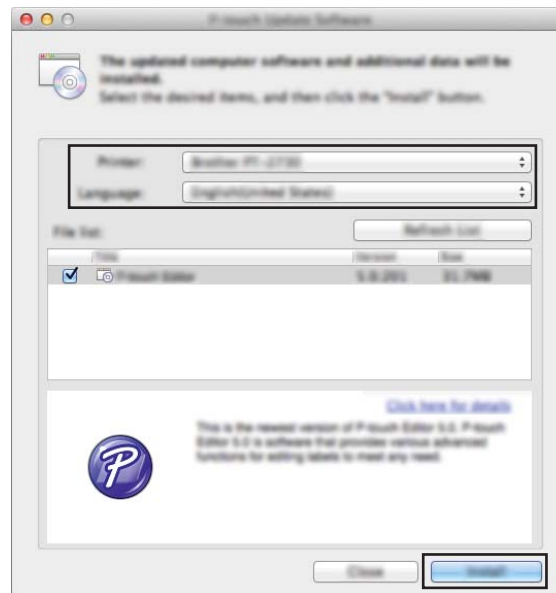 P-touch Update Software
The updated computer software and additional data will be
installed.
Select the desired items, and then click the "Install" button.
Printer: Brother PT-2730
Language: English(United States)
File list: Refresh List
Title Version Size
P-touch Editor 5.0.201 31.7MB
Click here for details
This is the newest version of P-touch Editor 5.0. P-touch
Editor 5.0 is software that provides various advanced
functions for editing labels to meet any need.
P
Close Install